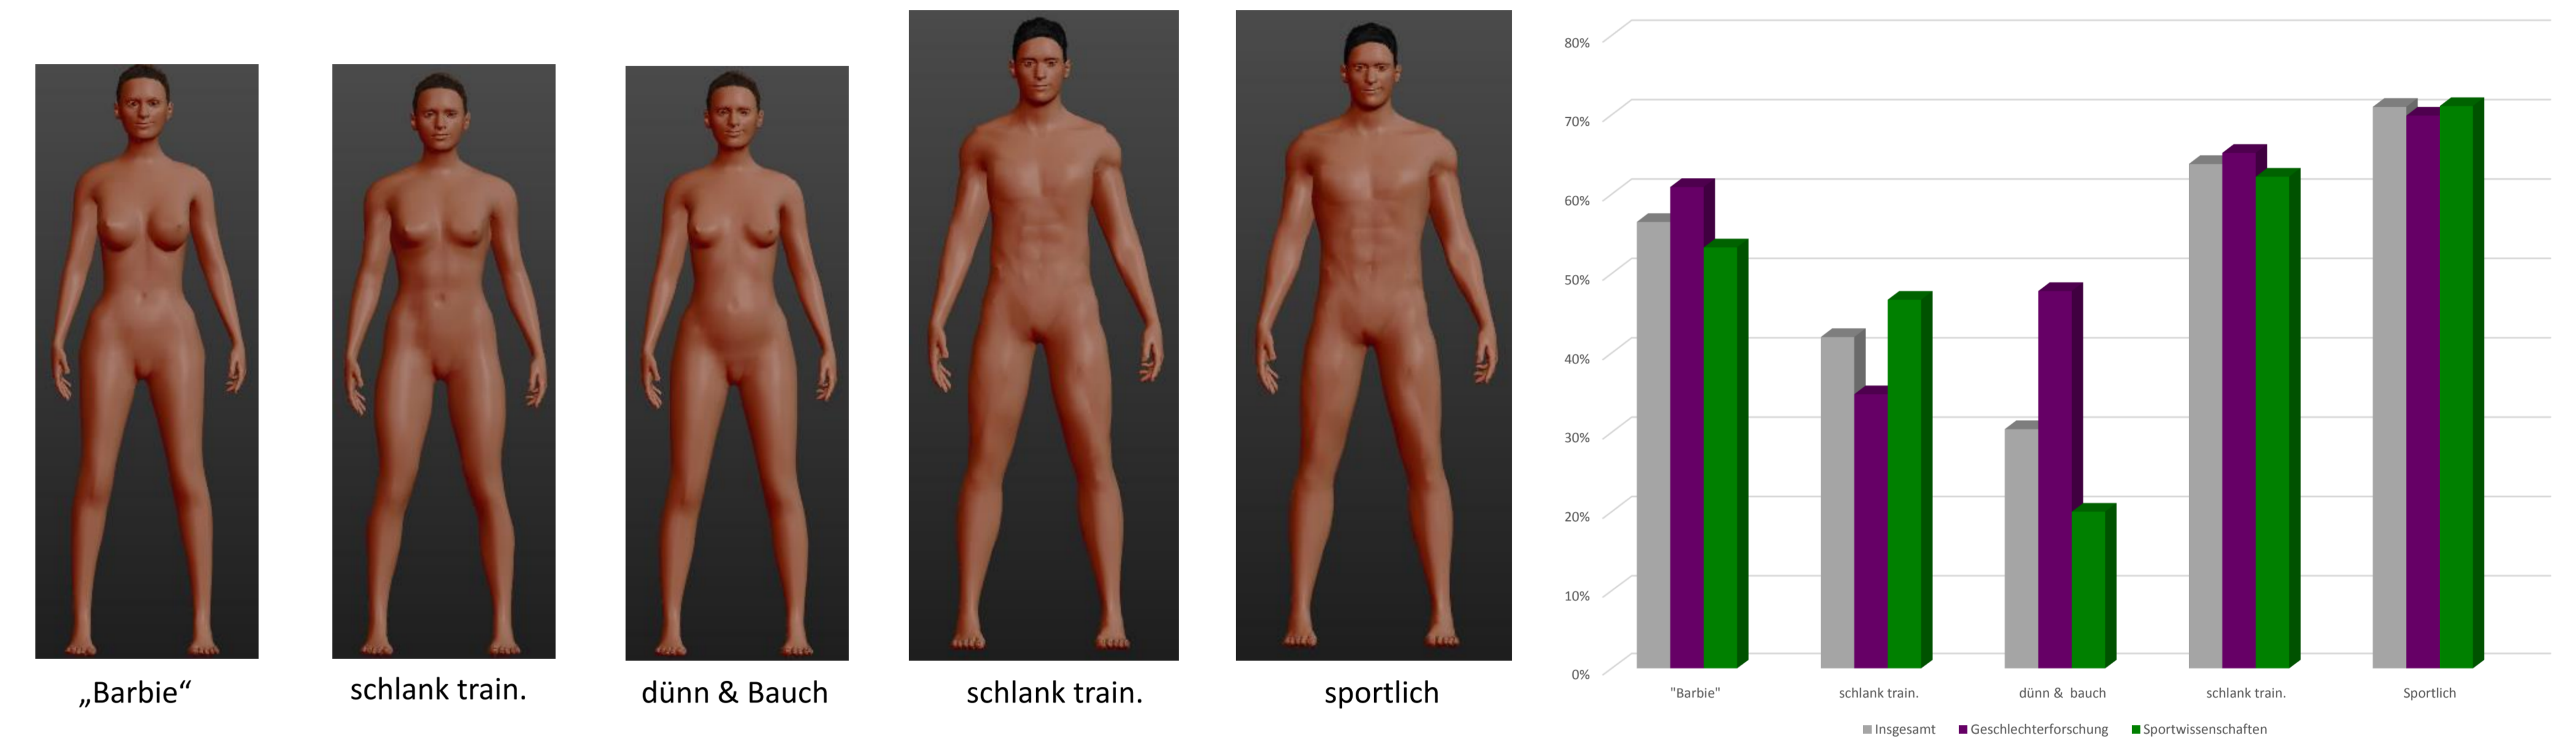 „Barbie“
schlank train.
dünn & Bauch
schlank train.
sportlich
80%
70%
60%
50%
40%
30%
20%
10%
0%
"Barbie"
schlank train.
dünn & bauch
schlank train.
Sportlich
Insgesamt
Geschlechterforschung
Sportwissenschaften